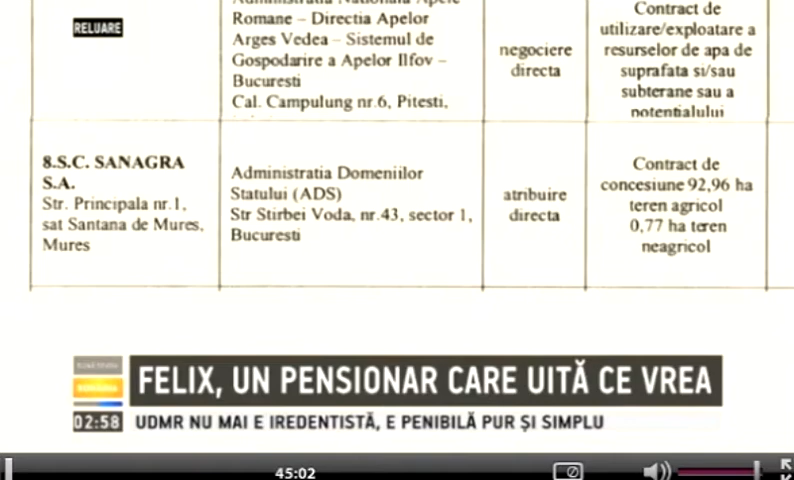 Administratia Nationala Apele
Romane – Directia Apelor
Arges Vedea – Sistemul de
Gospodarire a Apelor Ilfov –
Bucuresti
Cal. Campulung nr.6, Pitesti,
negociere
directa
Contract de
utilizare/exploatare a
resurselor de apa de
suprafata si/sau
subterane sau a
potentialului
RELUARE
8.S.C. SANAGRA
S.A.
Str. Principala nr.1,
sat Santana de Mures,
Mures
Administratia Domeniilor
Statului (ADS)
Str Stirbei Voda, nr.43, sector 1,
Bucuresti
atribuire
directa
Contract de
concesiune 92,96 ha
teren agricol
0,77 ha teren
neagricol
FELIX, UN PENSIONAR CARE UITĂ CE VREA
02:58
UDMR NU MAI E IREDENTISTĂ, E PENIBILĂ PUR ȘI SIMPLU
45:02